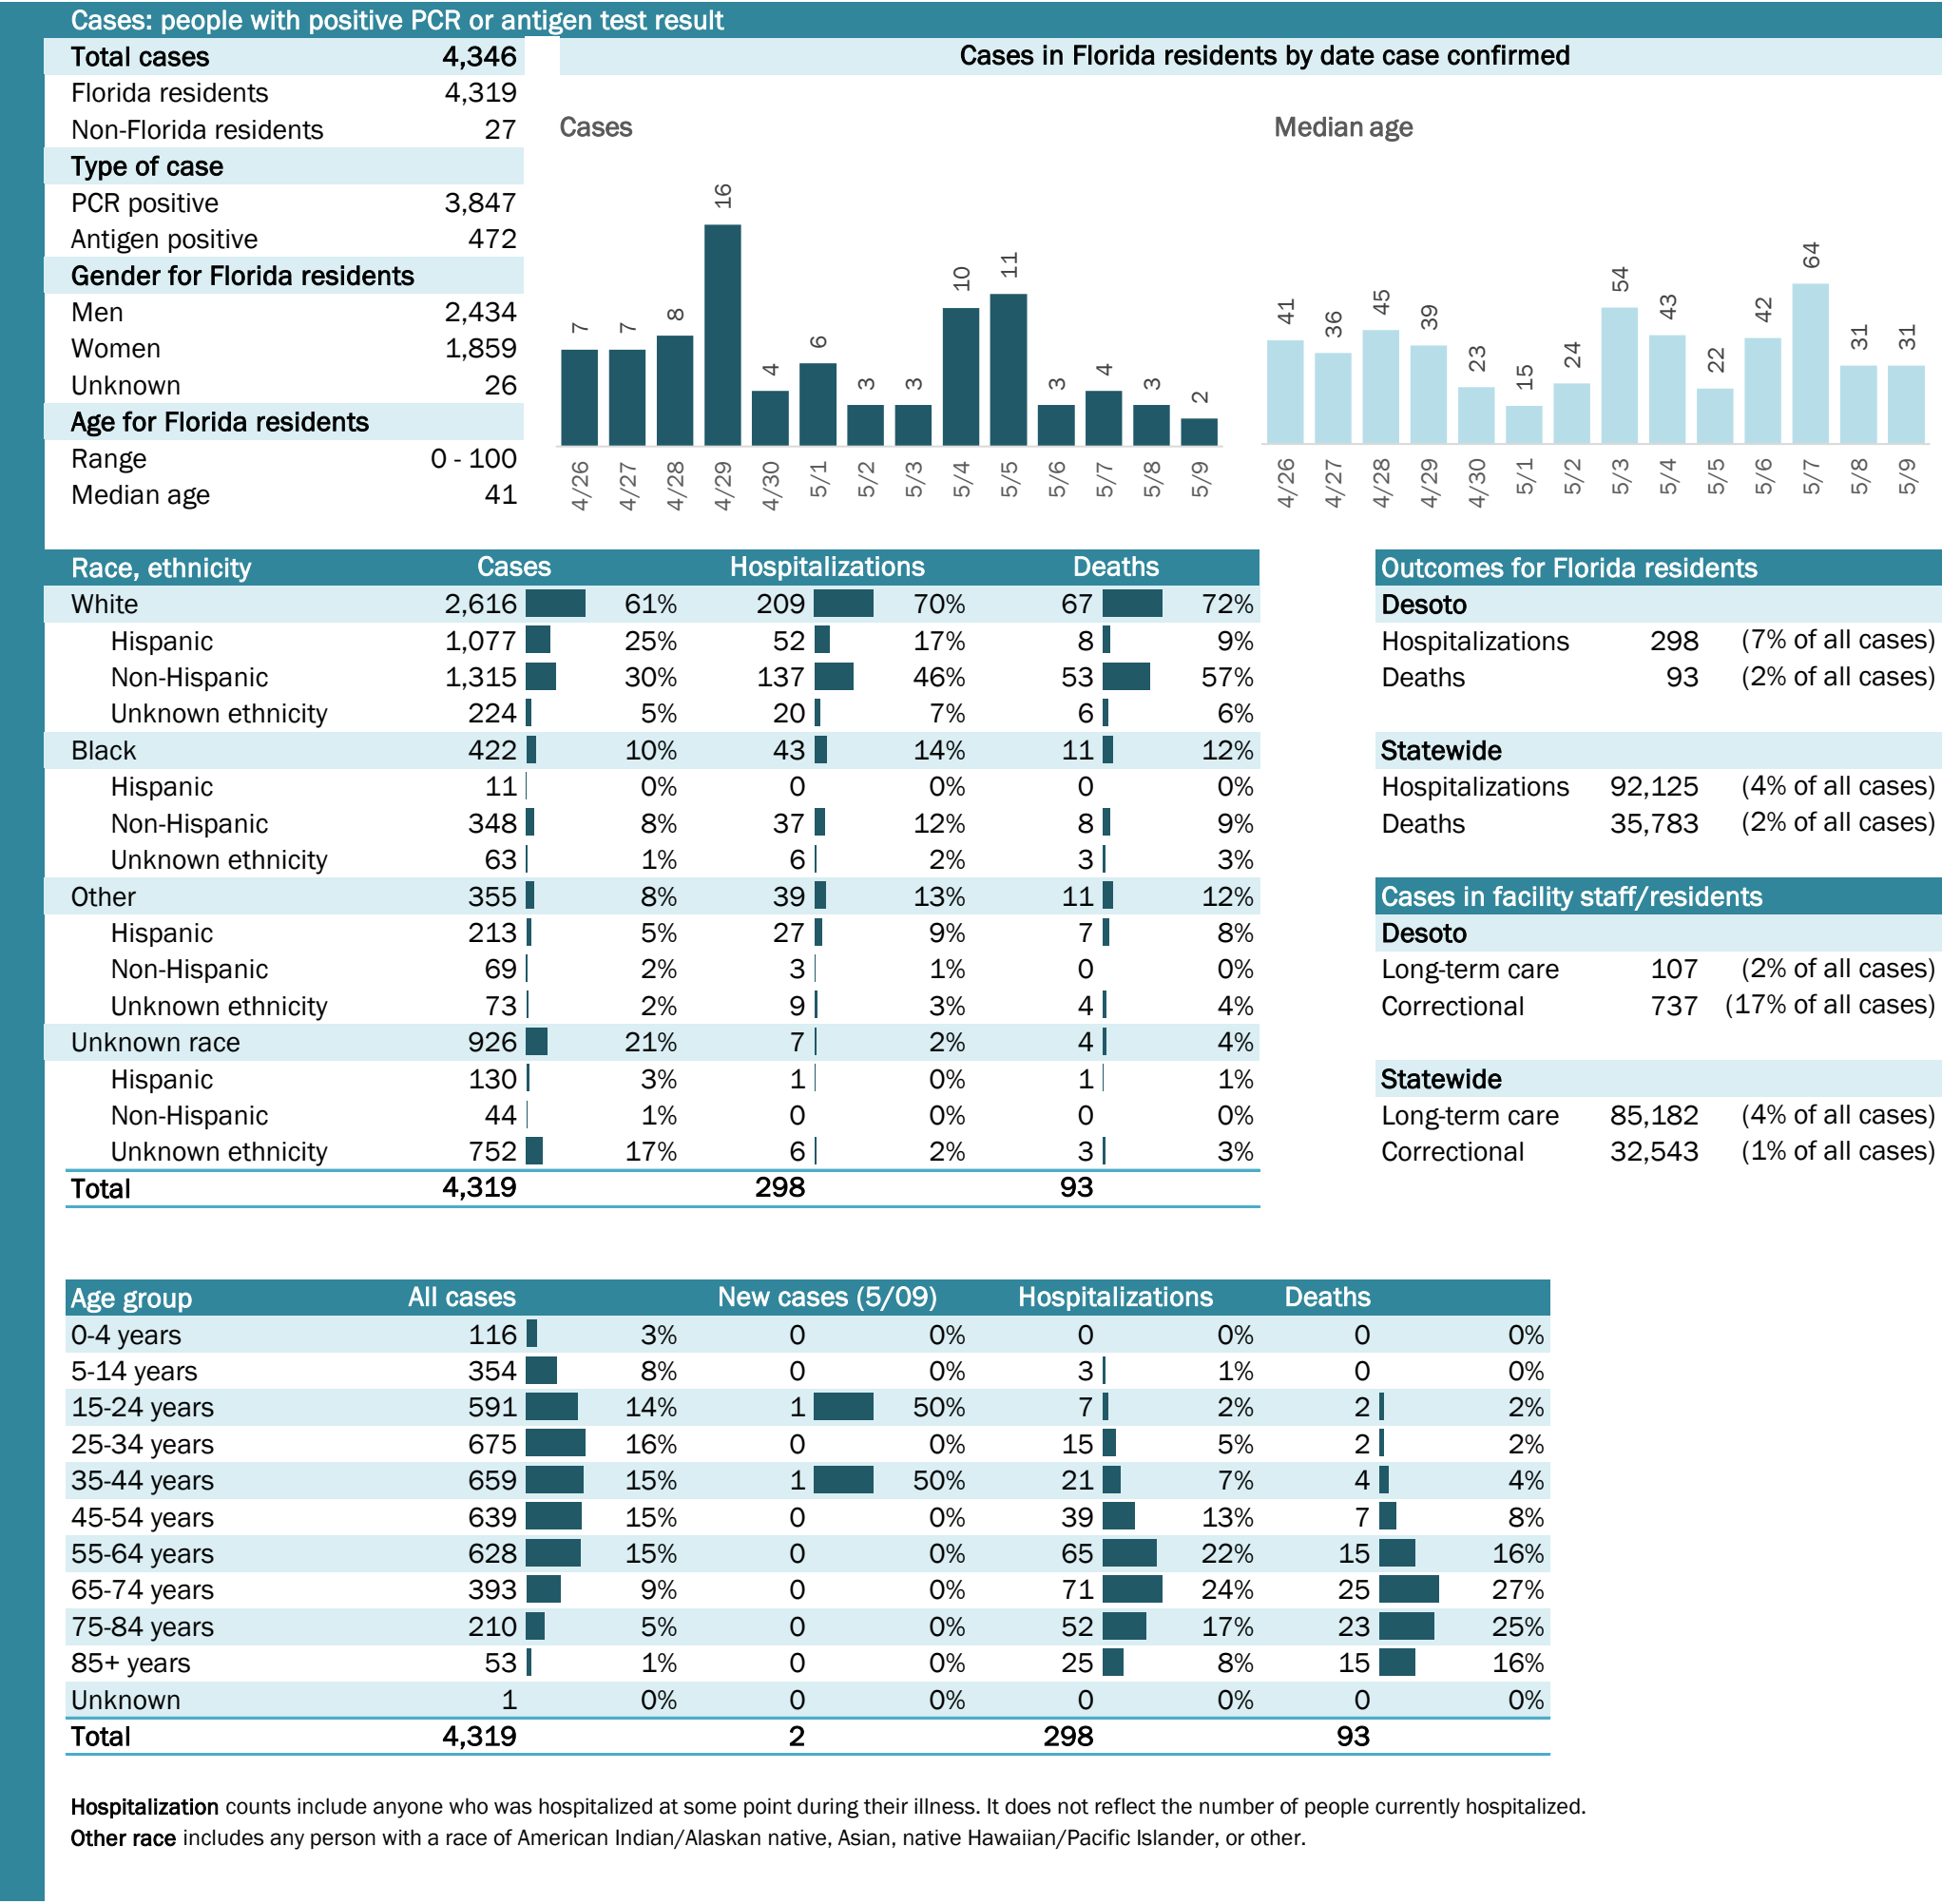 Cases: people with positive PCR or antigen test result
Total cases 4,346
Florida residents 4,319
Non-Florida residents 27
Type of case
PCR positive 3,847
Antigen positive 472
Gender for Florida residents
Men 2,434
Women 1,859
Unknown 26
Age for Florida residents
Range 0 - 100
Median age 41
Cases in Florida residents by date case confirmed
Cases
7 7 8 16 4 6 3 3 10 11 3 4 3 2
4/26 4/27 4/28 4/29 4/30 5/1 5/2 5/3 5/4 5/5 5/6 5/7 5/8 5/9
Median age
41 36 45 39 23 15 24 54 43 22 42 64 31 31
4/26 4/27 4/28 4/29 4/30 5/1 5/2 5/3 5/4 5/5 5/6 5/7 5/8 5/9
Race, ethnicity Cases Hospitalizations Deaths
White 2,616 61% 209 70% 67 72%
Hispanic 1,077 25% 52 17% 8 9%
Non-Hispanic 1,315 30% 137 46% 53 57%
Unknown ethnicity 224 5% 20 7% 6 6%
Black 422 10% 43 14% 11 12%
Hispanic 11 0% 0 0% 0 0%
Non-Hispanic 348 8% 37 12% 8 9%
Unknown ethnicity 63 1% 6 2% 3 3%
Other 355 8% 39 13% 11 12%
Hispanic 213 5% 27 9% 7 8%
Non-Hispanic 69 2% 3 1% 0 0%
Unknown ethnicity 73 2% 9 3% 4 4%
Unknown race 926 21% 7 2% 4 4%
Hispanic 130 3% 1 0% 1 1%
Non-Hispanic 44 1% 0 0% 0 0%
Unknown ethnicity 752 17% 6 2% 3 3%
Total 4,319 298 93
Outcomes for Florida residents
Desoto
Hospitalizations 298 (7% of all cases)
Deaths 93 (2% of all cases)
Statewide
Hospitalizations 92,125 (4% of all cases)
Deaths 35,783 (2% of all cases)
Cases in facility staff/residents
Desoto
Long-term care 107 (2% of all cases)
Correctional 737 (17% of all cases)
Statewide
Long-term care 85,182 (4% of all cases)
Correctional 32,543 (1% of all cases)
Age group All cases New cases (5/09) Hospitalizations Deaths
0-4 years 116 3% 0 0% 0 0% 0 0%
5-14 years 354 8% 0 0% 3 1% 0 0%
15-24 years 591 14% 1 50% 7 2% 2 2%
25-34 years 675 16% 0 0% 15 5% 2 2%
35-44 years 659 15% 1 50% 21 7% 4 4%
45-54 years 639 15% 0 0% 39 13% 7 8%
55-64 years 628 15% 0 0% 65 22% 15 16%
65-74 years 393 9% 0 0% 71 24% 25 27%
75-84 years 210 5% 0 0% 52 17% 23 25%
85+ years 53 1% 0 0% 25 8% 15 16%
Unknown 1 0% 0 0% 0 0% 0 0%
Total 4,319 2 298 93
Hospitalization counts include anyone who was hospitalized at some point during their illness. It does not reflect the number of people currently hospitalized.
Other race includes any person with a race of American Indian/Alaskan native, Asian, native Hawaiian/Pacific Islander, or other.